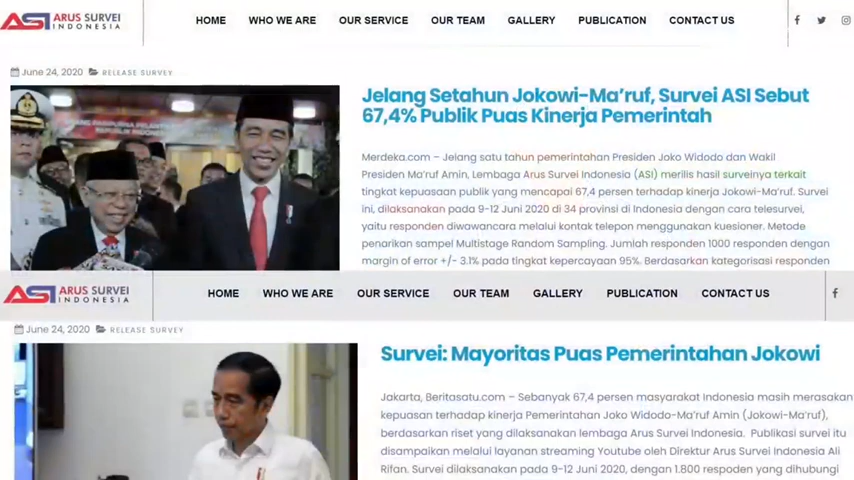 ASI ARUS SURVEI
INDONESIA
HOME WHO WE ARE OUR SERVICE OUR TEAM GALLERY PUBLICATION CONTACT US
June 24, 2020 RELEASE SURVEY
Jelang Setahun Jokowi-Ma'ruf, Survei ASI Sebut
67,4% Publik Puas Kinerja Pemerintah
Merdeka.com – Jelang satu tahun pemerintahan Presiden Joko Widodo dan Wakil
Presiden Ma'ruf Amin, Lembaga Arus Survei Indonesia (ASI) merilis hasil surveinya terkait
tingkat kepuasaan publik yang mencapai 67,4 persen terhadap kinerja Jokowi-Ma'ruf. Survei
ini, dilaksanakan pada 9-12 Juni 2020 di 34 provinsi di Indonesia dengan cara telesurvei,
yaitu responden diwawancara melalui kontak telepon menggunakan kuesioner. Metode
penarikan sampel Multistage Random Sampling. Jumlah responden 1000 responden dengan
margin of error +/- 3.1% pada tingkat kepercayaan 95%. Berdasarkan kategorisasi responden
ASI ARUS SURVEI
INDONESIA
HOME WHO WE ARE OUR SERVICE OUR TEAM GALLERY PUBLICATION CONTACT US
June 24, 2020 RELEASE SURVEY
Survei: Mayoritas Puas Pemerintahan Jokowi
Jakarta, Beritasatu.com – Sebanyak 67,4 persen masyarakat Indonesia masih merasakan
kepuasan terhadap kinerja Pemerintahan Joko Widodo-Ma'ruf Amin (Jokowi-Ma'ruf),
berdasarkan riset yang dilaksanakan lembaga Arus Survei Indonesia. Publikasi survei itu
disampaikan melalui layanan streaming Youtube oleh Direktur Arus Survei Indonesia Ali
Rifan. Survei dilaksanakan pada 9-12 Juni 2020, dengan 1.800 respoden yang dihubungi